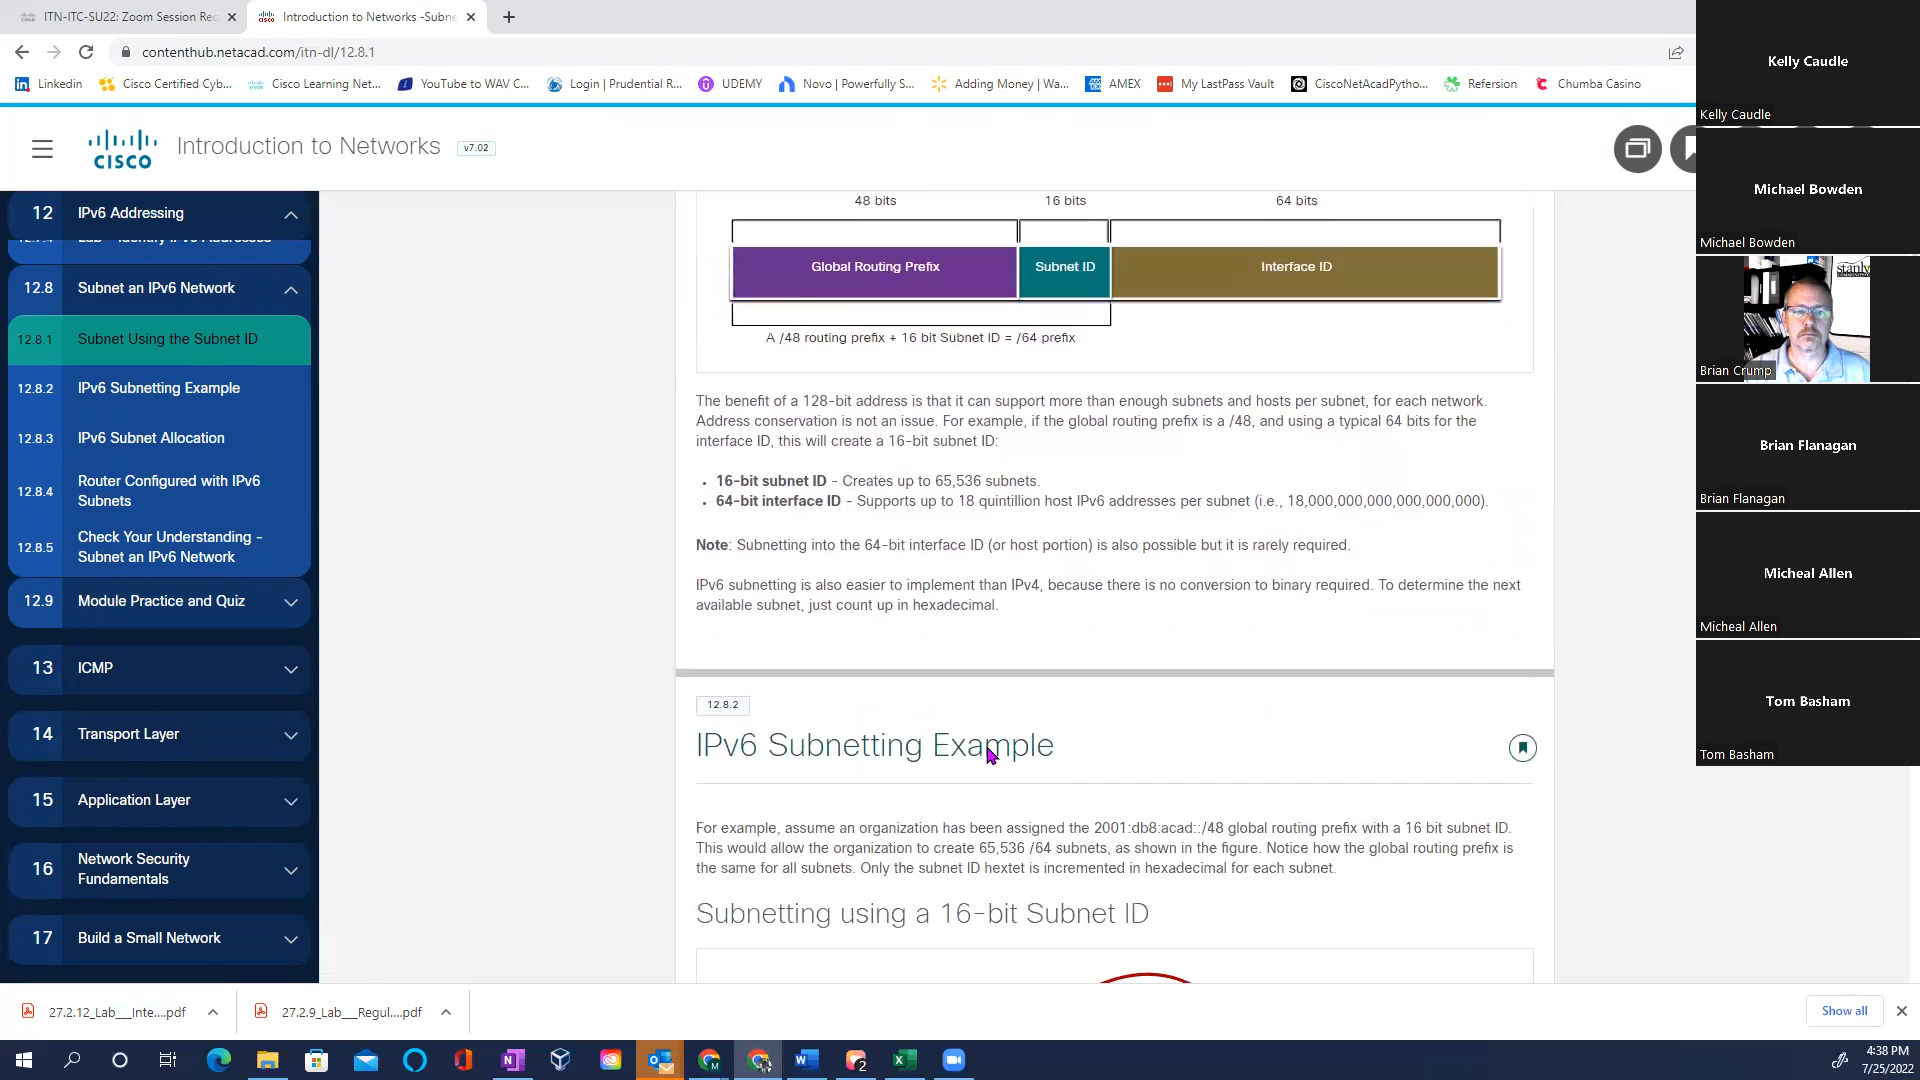 ITN-ITC-SU22: Zoom Session Rec
Introduction to Networks -Subne
contenthub.netacad.com/itn-dl/12.8.1
Linkedin
Cisco Certified Cyb...
Cisco Learning Net...
YouTube to WAV C...
Login | Prudential R...
UDEMY
Novo | Powerfully S...
Adding Money | Wa...
AMEX
My LastPass Vault
CiscoNetAcadPytho...
Refersion
Chumba Casino
CISCO
Introduction to Networks
v7.02
12 IPv6 Addressing
12.8 Subnet an IPv6 Network
12.8.1 Subnet Using the Subnet ID
12.8.2 IPv6 Subnetting Example
12.8.3 IPv6 Subnet Allocation
12.8.4 Router Configured with IPv6
Subnets
12.8.5 Check Your Understanding -
Subnet an IPv6 Network
12.9 Module Practice and Quiz
13 ICMP
14 Transport Layer
15 Application Layer
16 Network Security
Fundamentals
17 Build a Small Network
48 bits
16 bits
64 bits
Global Routing Prefix
Subnet ID
Interface ID
A /48 routing prefix + 16 bit Subnet ID = /64 prefix
The benefit of a 128-bit address is that it can support more than enough subnets and hosts per subnet, for each network.
Address conservation is not an issue. For example, if the global routing prefix is a /48, and using a typical 64 bits for the
interface ID, this will create a 16-bit subnet ID:
• 16-bit subnet ID - Creates up to 65,536 subnets.
• 64-bit interface ID - Supports up to 18 quintillion host IPv6 addresses per subnet (i.e., 18,000,000,000,000,000,000).
Note: Subnetting into the 64-bit interface ID (or host portion) is also possible but it is rarely required.
IPv6 subnetting is also easier to implement than IPv4, because there is no conversion to binary required. To determine the next
available subnet, just count up in hexadecimal.
12.8.2
IPv6 Subnetting Example
For example, assume an organization has been assigned the 2001:db8:acad::/48 global routing prefix with a 16 bit subnet ID.
This would allow the organization to create 65,536 /64 subnets, as shown in the figure. Notice how the global routing prefix is
the same for all subnets. Only the subnet ID hextet is incremented in hexadecimal for each subnet.
Subnetting using a 16-bit Subnet ID
Kelly Caudle
Kelly Caudle
Michael Bowden
Michael Bowden
stanly
Brian Crump
Brian Flanagan
Brian Flanagan
Micheal Allen
Micheal Allen
Tom Basham
Tom Basham
27.2.12_Lab___Inte....pdf
27.2.9_Lab___Regul....pdf
Show all
2
4:38 PM
7/25/2022